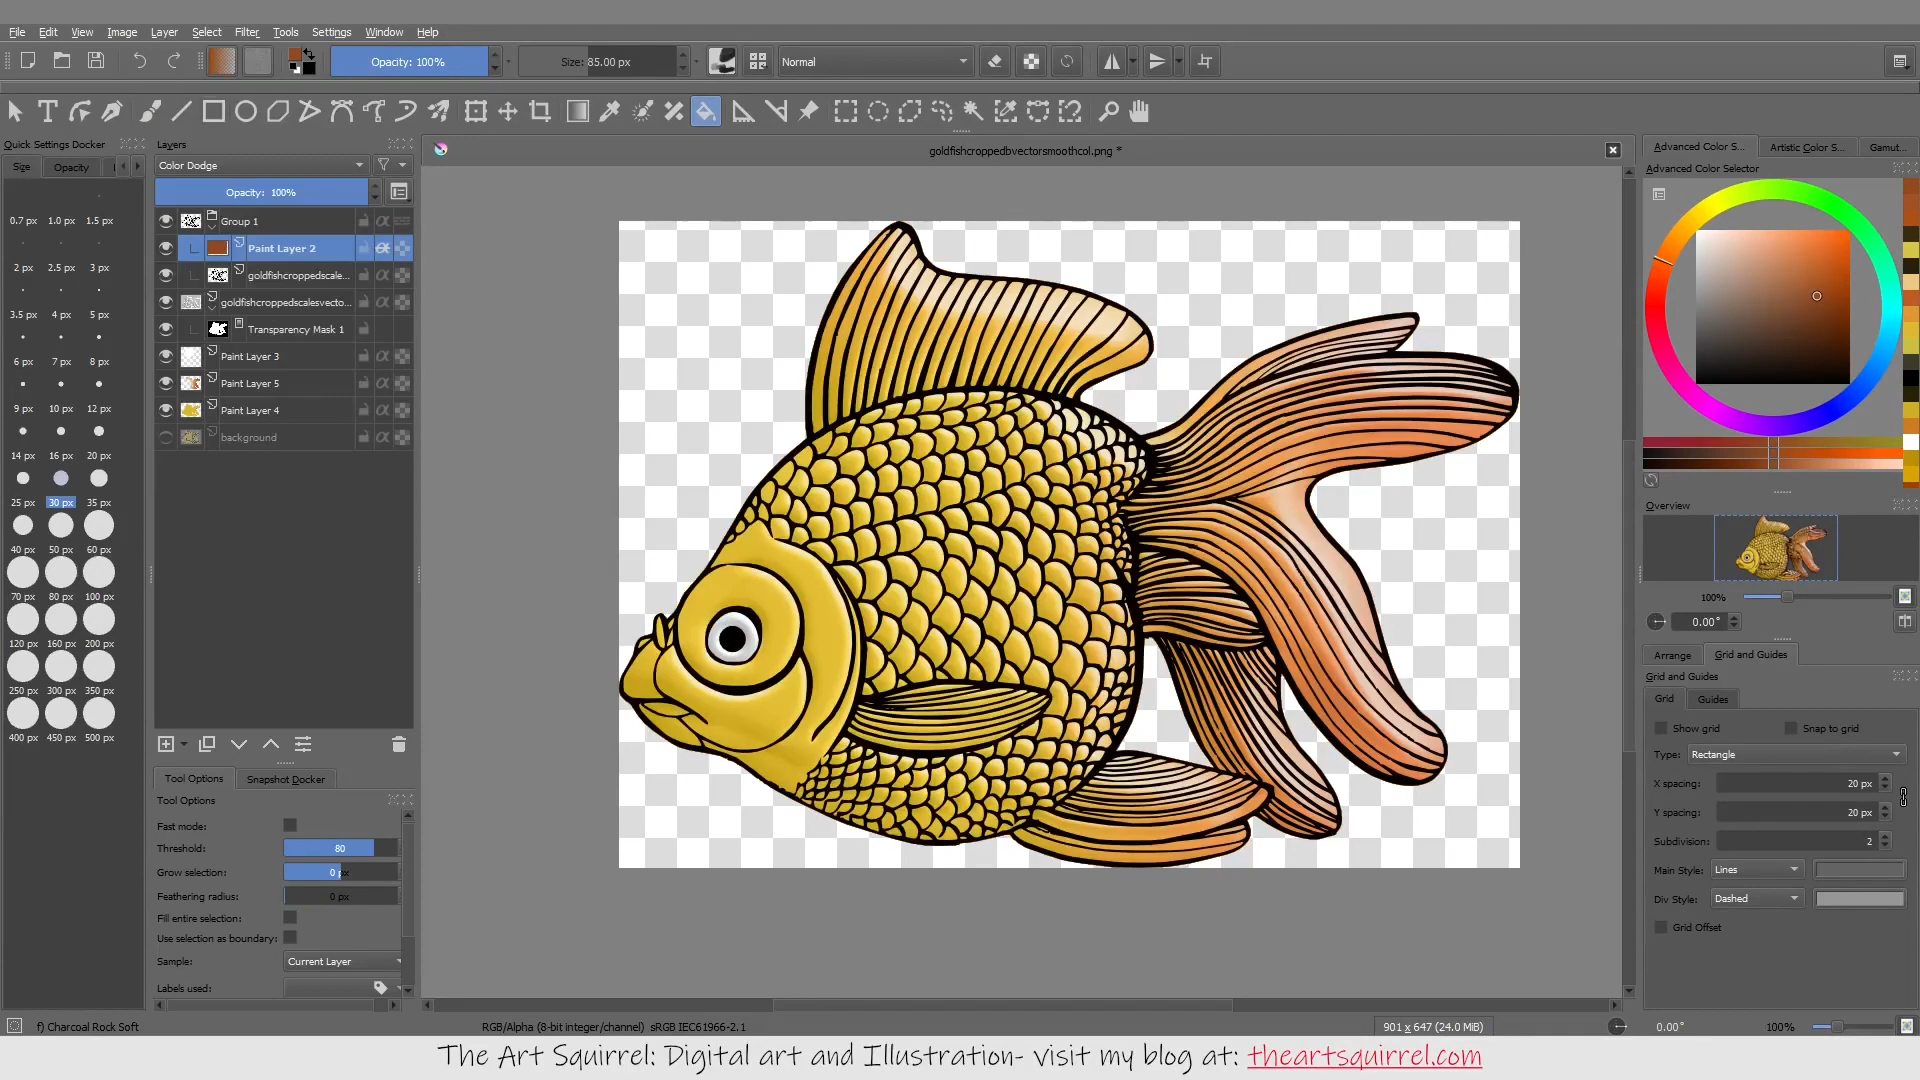 File Edit View Image Layer Select Filter Tools Settings Window Help
Opacity: 100% Size: 85.00 px Normal
Quick Settings Docker Layers
goldfishcroppedbvectorsmoothcol.png *
Advanced Color S... Artistic Color S... Gamut...
Size Opacity
Color Dodge
Advanced Color Selector
Opacity: 100%
0.7 px 1.0 px 1.5 px
2 px 2.5 px 3 px
3.5 px 4 px 5 px
6 px 7 px 8 px
9 px 10 px 12 px
14 px 16 px 20 px
25 px 30 px 35 px
40 px 50 px 60 px
70 px 80 px 100 px
120 px 160 px 200 px
250 px 300 px 350 px
400 px 450 px 500 px
Group 1
Paint Layer 2
goldfishcroppedscale...
goldfishcroppedscalesvecto...
Transparency Mask 1
Paint Layer 3
Paint Layer 5
Paint Layer 4
background
Tool Options Snapshot Docker
Tool Options
Fast mode:
Threshold: 80
Grow selection: 0 px
Feathering radius: 0 px
Fill entire selection:
Use selection as boundary:
Sample: Current Layer
Labels used:
Overview
100%
0.00°
Arrange Grid and Guides
Grid and Guides
Grid Guides
Show grid Snap to grid
Type: Rectangle
X spacing: 20 px
Y spacing: 20 px
Subdivision: 2
Main Style: Lines
Div Style: Dashed
Grid Offset
f) Charcoal Rock Soft RGB/Alpha (8-bit integer/channel) sRGB IEC61966-2.1 901 x 647 (24.0 MiB) 0.00° 100%
The Art Squirrel: Digital art and Illustration- visit my blog at: theartsquirrel.com